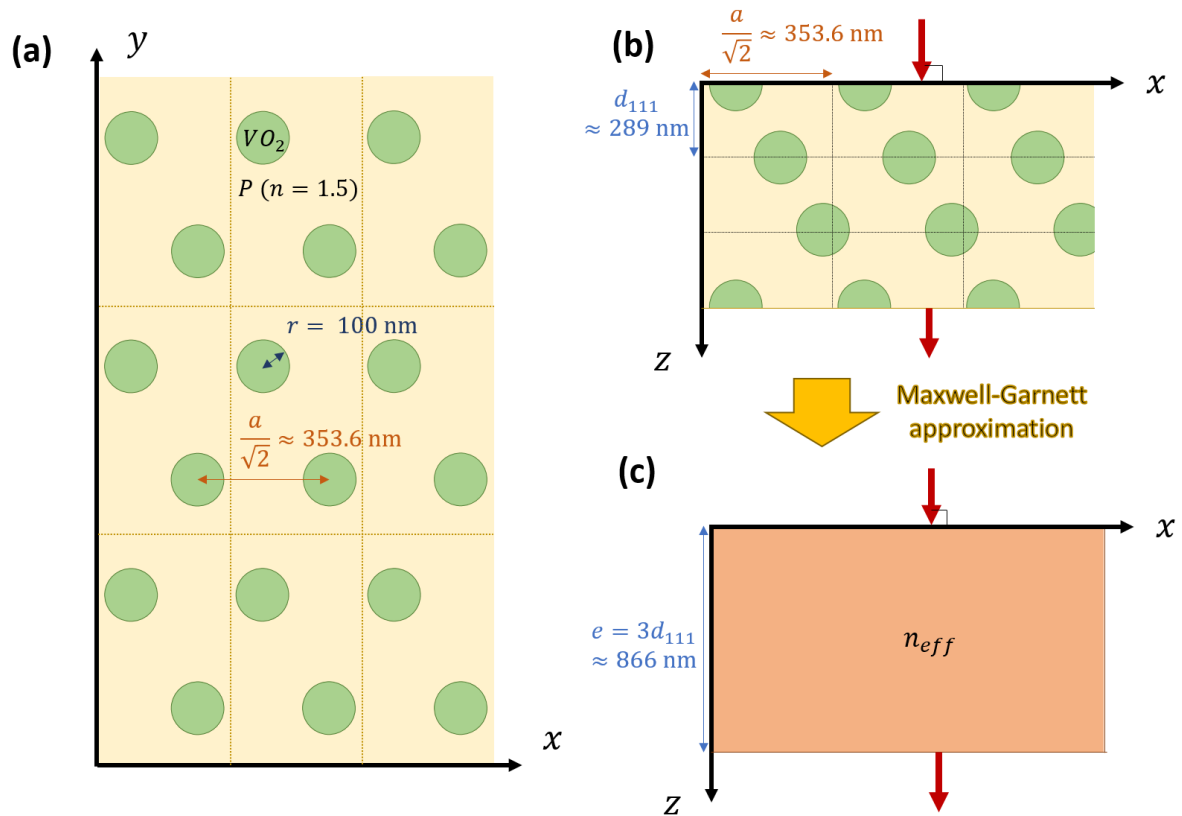 (a)
y
VO₂
P (n = 1.5)
r = 100 nm
a/√2 ≈ 353.6 nm
x
(b)
a/√2 ≈ 353.6 nm
x
d₁₁₁
≈ 289 nm
z
Maxwell-Garnett
approximation
(c)
x
e = 3d₁₁₁
≈ 866 nm
n_eff
z